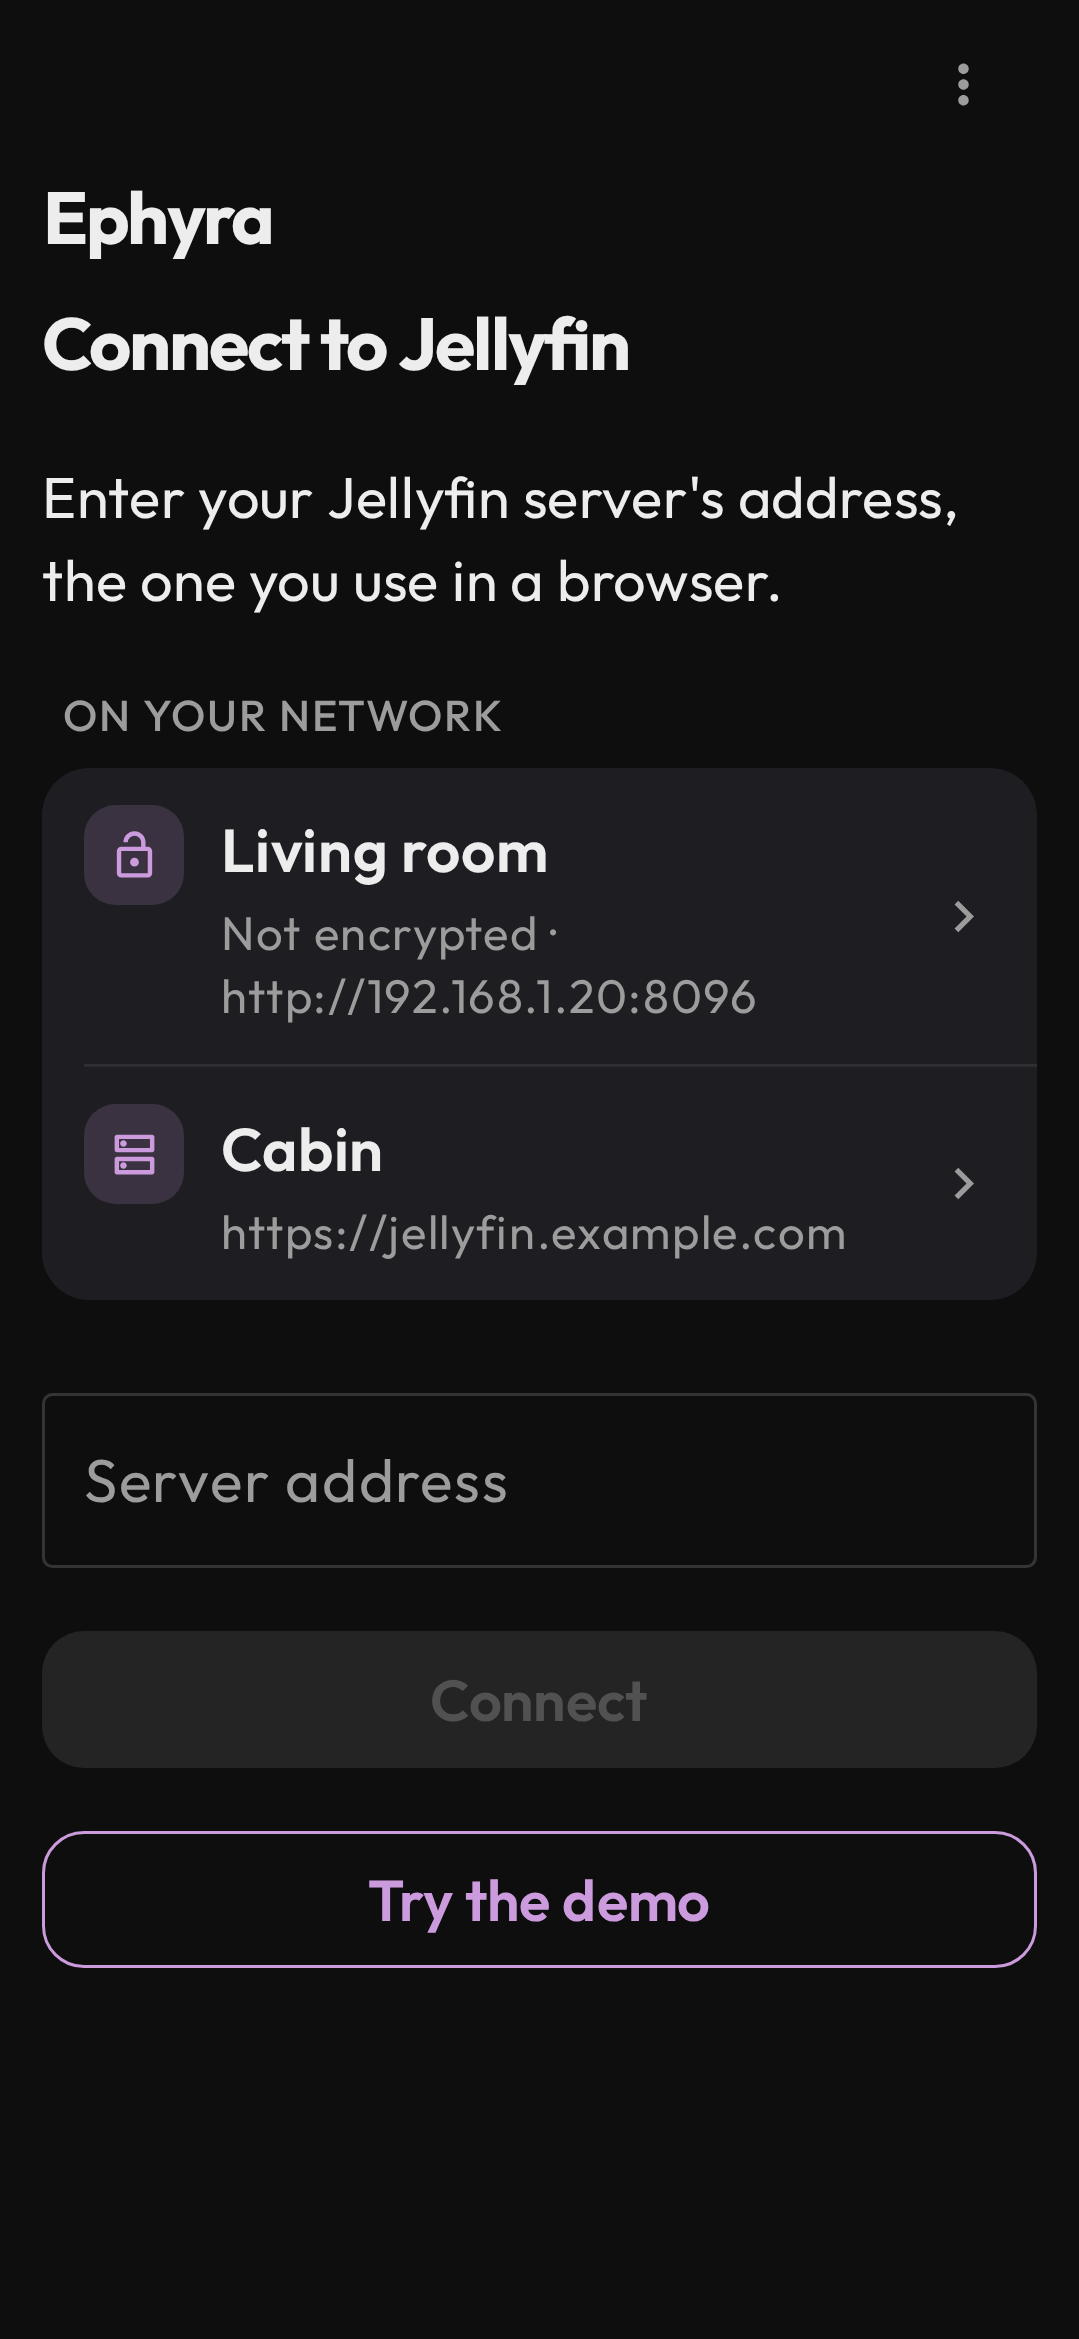 Ephyra
Connect to Jellyfin
Enter your Jellyfin server's address,
the one you use in a browser.
ON YOUR NETWORK
Living room
Not encrypted ·
http://192.168.1.20:8096
Cabin
https://jellyfin.example.com
Server address
Connect
Try the demo